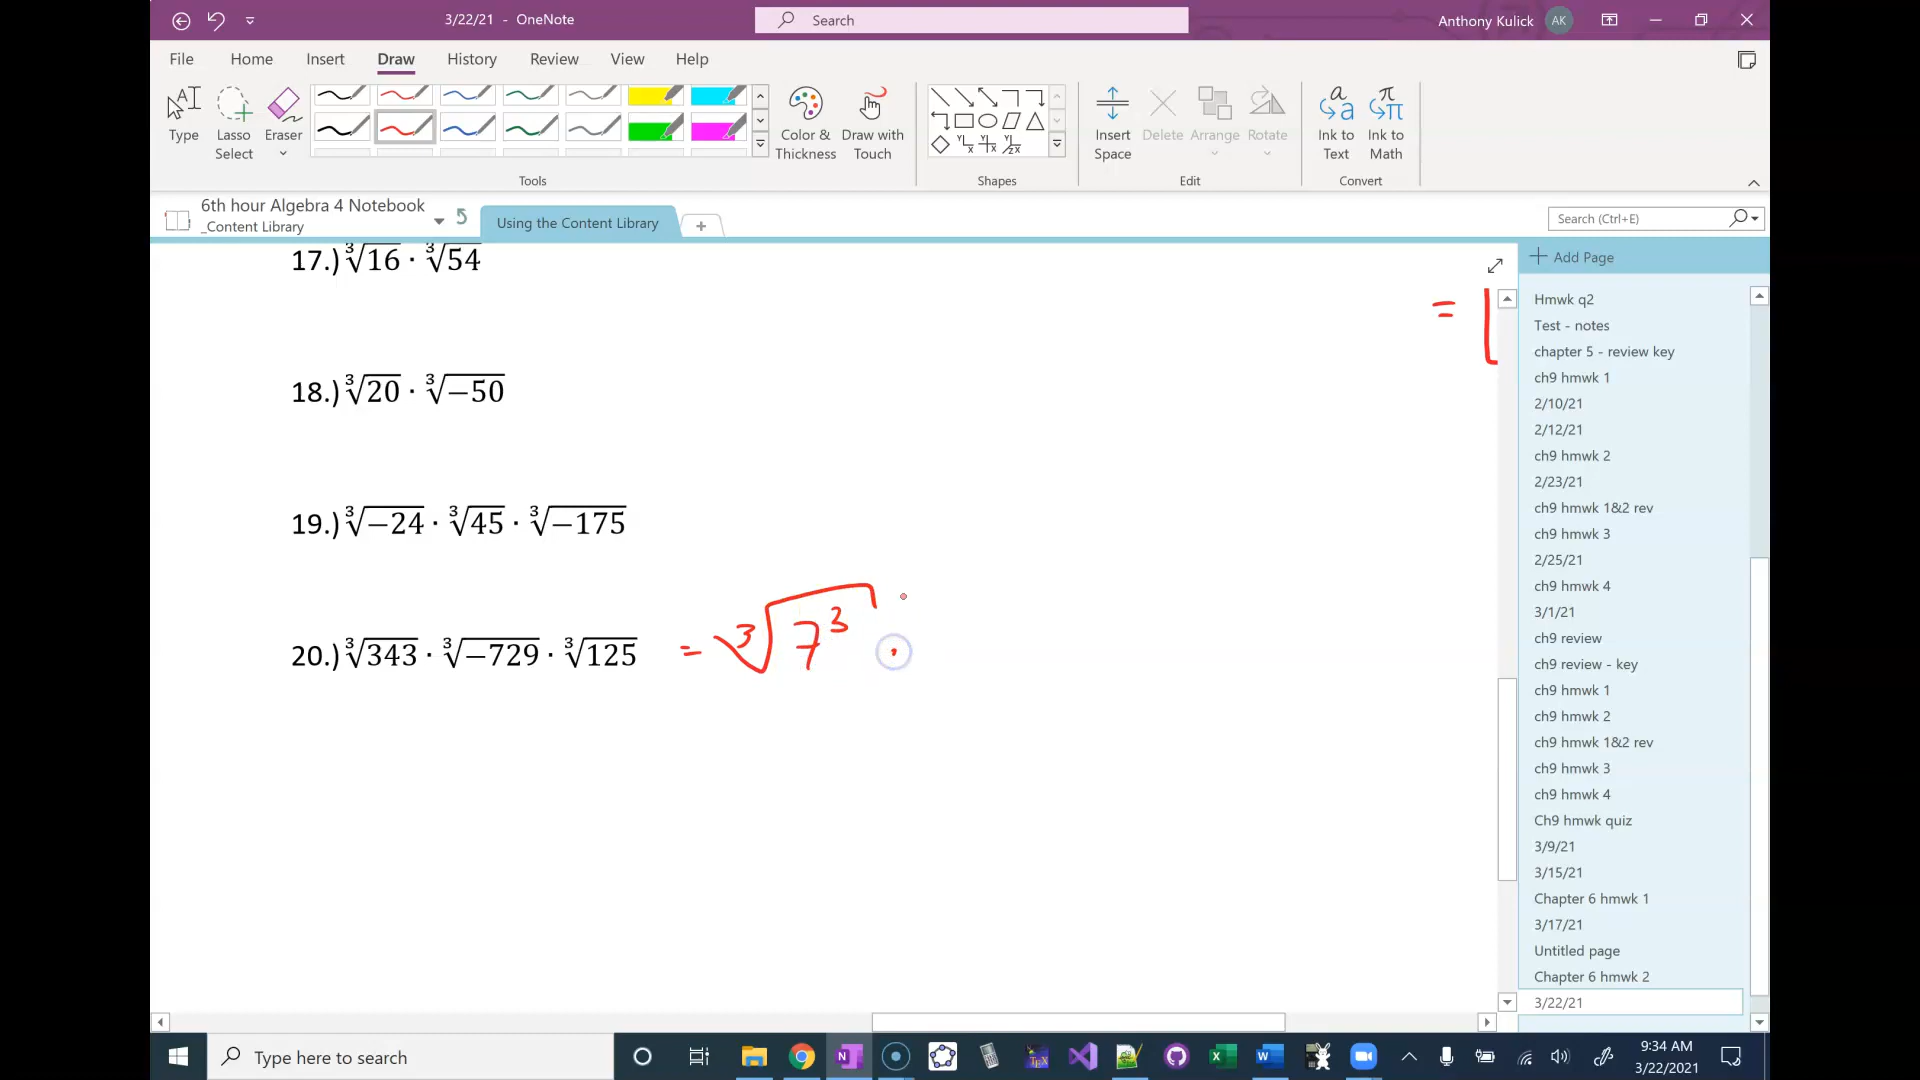 3/22/21 - OneNote
Search
Anthony Kulick AK
File Home Insert Draw History Review View Help
Type
Lasso Select
Eraser
Color & Thickness
Draw with Touch
Insert Space
Delete
Arrange
Rotate
Ink to Text
Ink to Math
Tools
Shapes
Edit
Convert
6th hour Algebra 4 Notebook
_Content Library
Using the Content Library
Search (Ctrl+E)
17.) ∛16 · ∛54
=
18.) ∛20 · ∛−50
19.) ∛−24 · ∛45 · ∛−175
20.) ∛343 · ∛−729 · ∛125 = ∛7³ ·
Add Page
Hmwk q2
Test - notes
chapter 5 - review key
ch9 hmwk 1
2/10/21
2/12/21
ch9 hmwk 2
2/23/21
ch9 hmwk 1&2 rev
ch9 hmwk 3
2/25/21
ch9 hmwk 4
3/1/21
ch9 review
ch9 review - key
ch9 hmwk 1
ch9 hmwk 2
ch9 hmwk 1&2 rev
ch9 hmwk 3
ch9 hmwk 4
Ch9 hmwk quiz
3/9/21
3/15/21
Chapter 6 hmwk 1
3/17/21
Untitled page
Chapter 6 hmwk 2
3/22/21
Type here to search
9:34 AM
3/22/2021